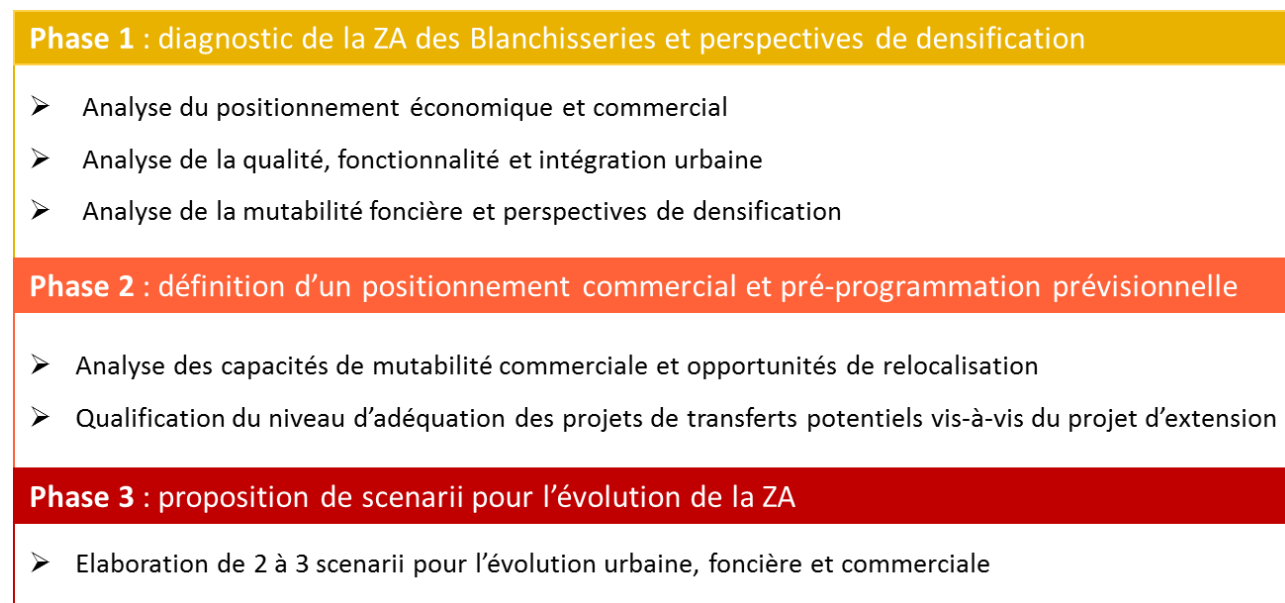 Phase 1 : diagnostic de la ZA des Blanchisseries et perspectives de densification
➢ Analyse du positionnement économique et commercial
➢ Analyse de la qualité, fonctionnalité et intégration urbaine
➢ Analyse de la mutabilité foncière et perspectives de densification
Phase 2 : définition d’un positionnement commercial et pré-programmation prévisionnelle
➢ Analyse des capacités de mutabilité commerciale et opportunités de relocalisation
➢ Qualification du niveau d’adéquation des projets de transferts potentiels vis-à-vis du projet d’extension
Phase 3 : proposition de scenarii pour l’évolution de la ZA
➢ Elaboration de 2 à 3 scenarii pour l’évolution urbaine, foncière et commerciale